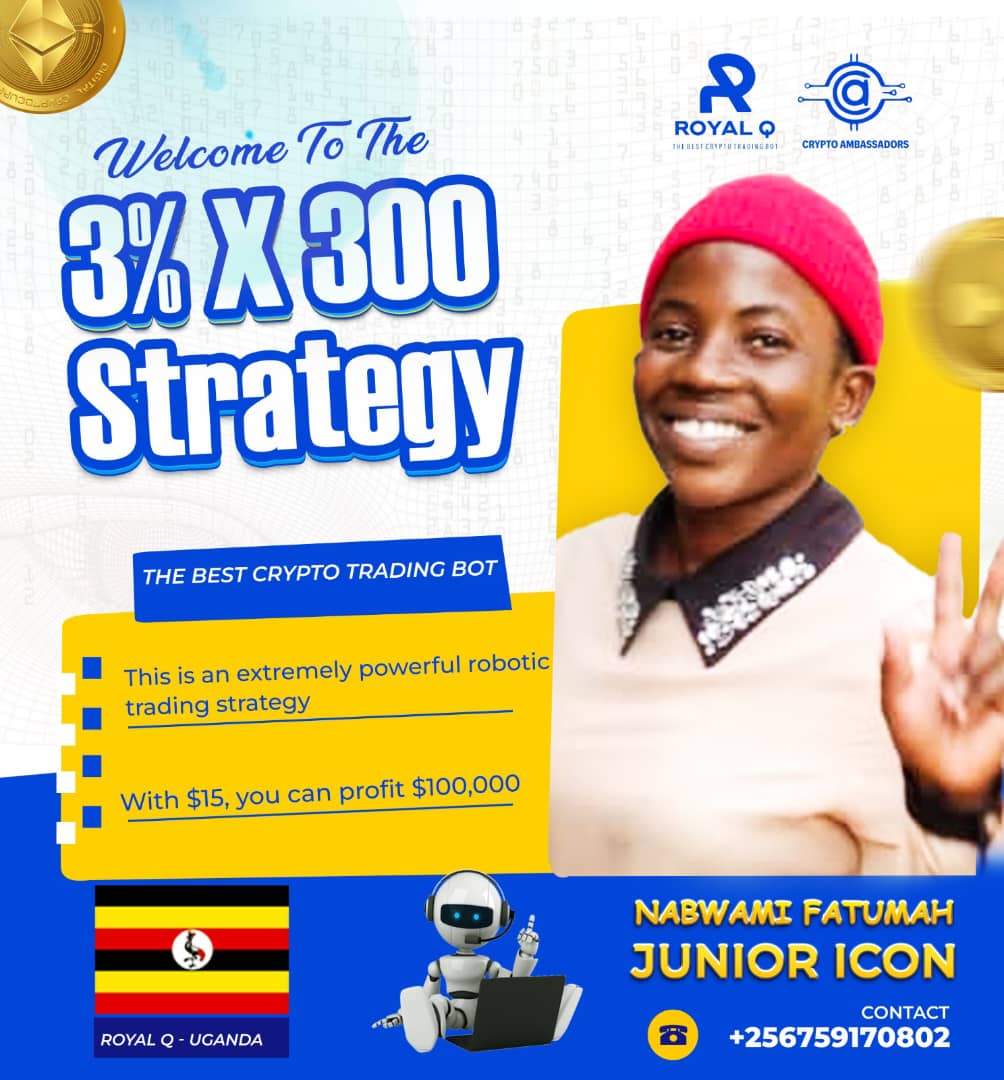 ROYAL Q
THE BEST CRYPTO TRADING BOT
CRYPTO AMBASSADORS
Welcome To The
3% X 300
Strategy
THE BEST CRYPTO TRADING BOT
This is an extremely powerful robotic
trading strategy
With $15, you can profit $100,000
ROYAL Q - UGANDA
NABWAMI FATUMAH
JUNIOR ICON
CONTACT
+256759170802